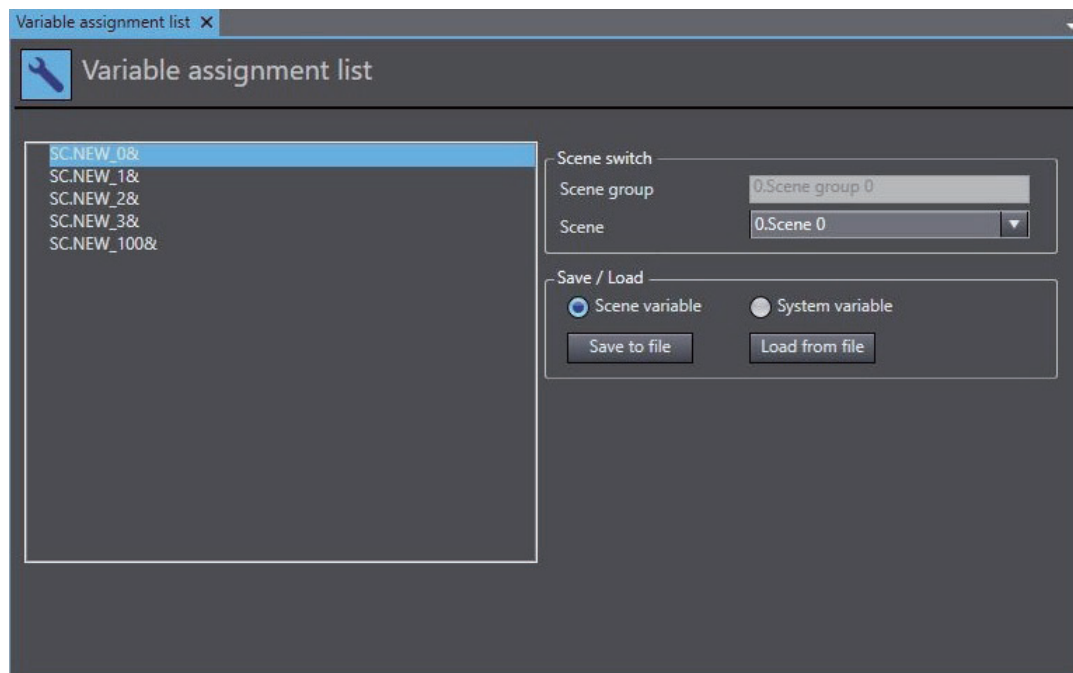 Variable assignment list
Variable assignment list
SC.NEW_0&
SC.NEW_1&
SC.NEW_2&
SC.NEW_3&
SC.NEW_100&
Scene switch
Scene group 0.Scene group 0
Scene 0.Scene 0
Save / Load
Scene variable System variable
Save to file Load from file